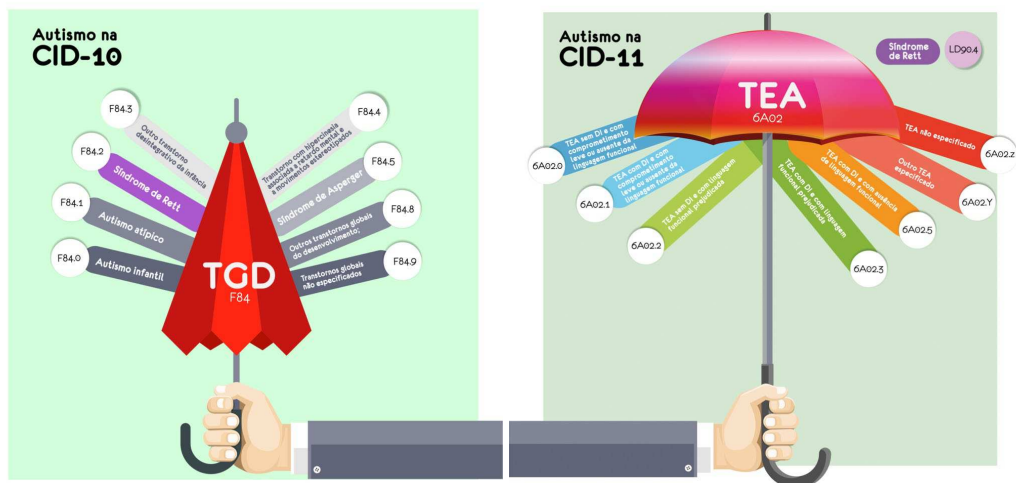 Autismo na
CID-10
F84.3
Outro transtorno
desintegrativo da infância
F84.2
Síndrome de Rett
F84.1
Autismo atípico
F84.0
Autismo infantil
F84.4
Transtorno com hipercinesia
associada a retardo mental e
a movimentos estereotipados
F84.5
Síndrome de Asperger
F84.8
Outros transtornos globais
do desenvolvimento;
F84.9
Transtornos globais
não especificados
TGD
F84
Autismo na
CID-11
Síndrome
de Rett
LD90.4
TEA
6A02
6A02.0
TEA sem DI e com
comprometimento
leve ou ausente da
linguagem funcional
6A02.1
TEA com DI e com
comprometimento
leve ou ausente da
linguagem funcional
6A02.2
TEA sem DI e com linguagem
funcional prejudicada
TEA com DI e com linguagem
funcional prejudicada
6A02.3
TEA com DI e com ausência
de linguagem funcional
6A02.5
Outro TEA
especificado
6A02.Y
TEA não especificado
6A02.Z